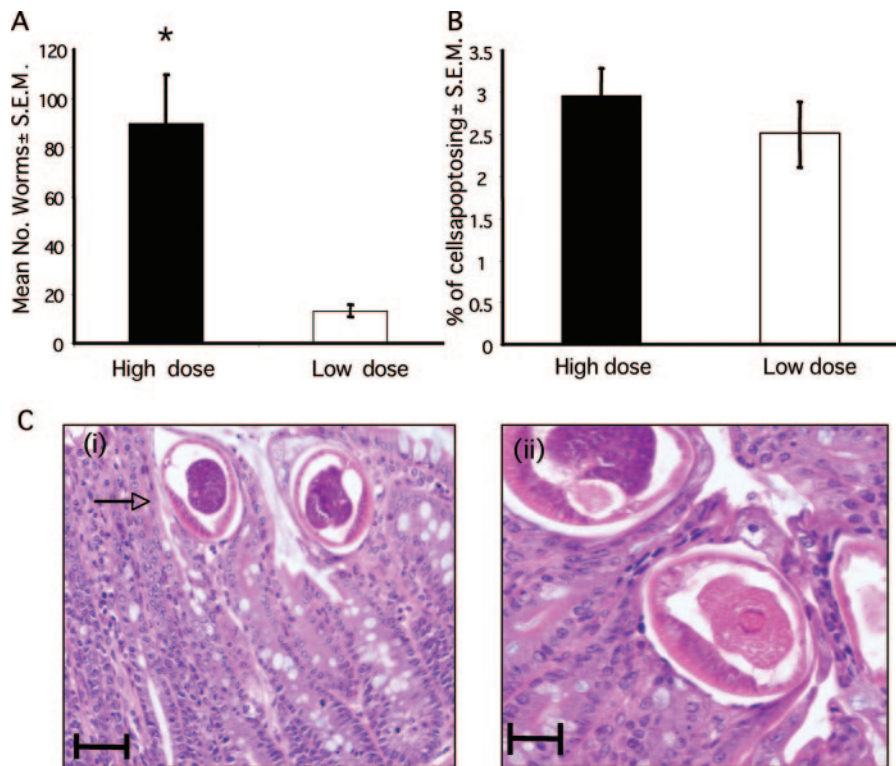 A
*
Mean No. Worms± S.E.M.
120
100
80
60
40
20
0
High dose
Low dose
B
% of cellsapoptosing± S.E.M.
3.5
3
2.5
2
1.5
1
0.5
0
High dose
Low dose
C
(i)
(ii)